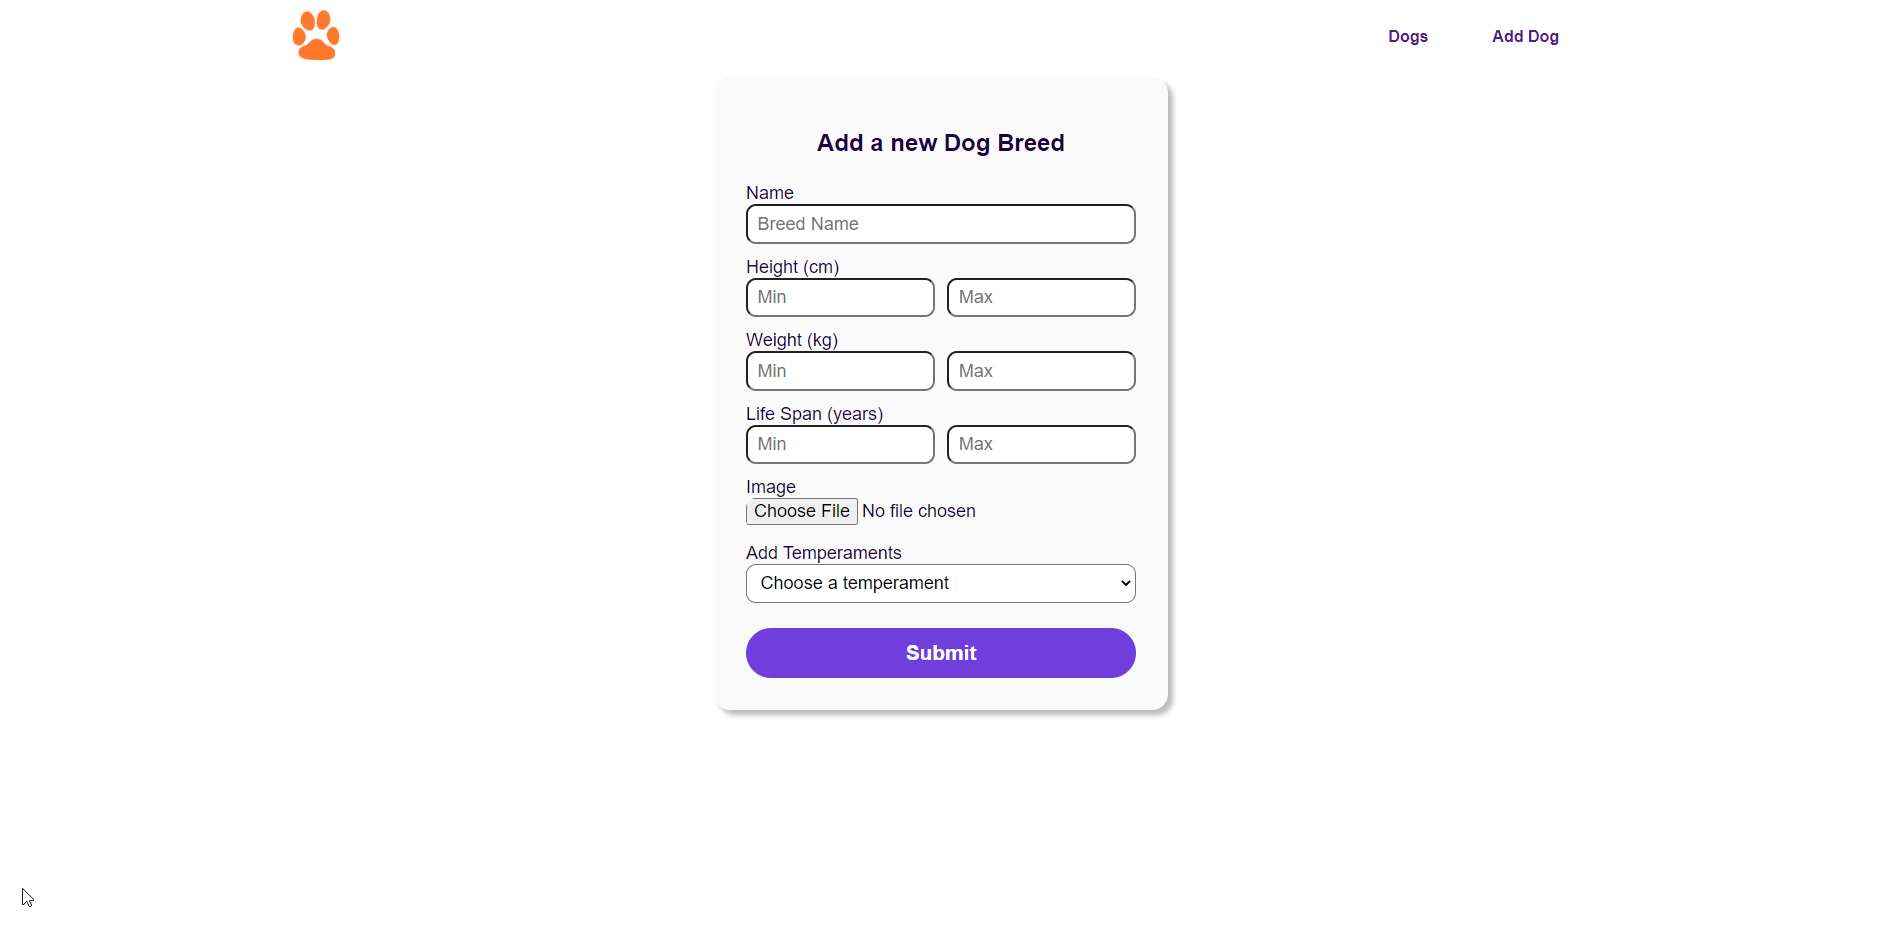 Dogs Add Dog
Add a new Dog Breed
Name
Breed Name
Height (cm)
Min Max
Weight (kg)
Min Max
Life Span (years)
Min Max
Image
Choose File No file chosen
Add Temperaments
Choose a temperament
Submit